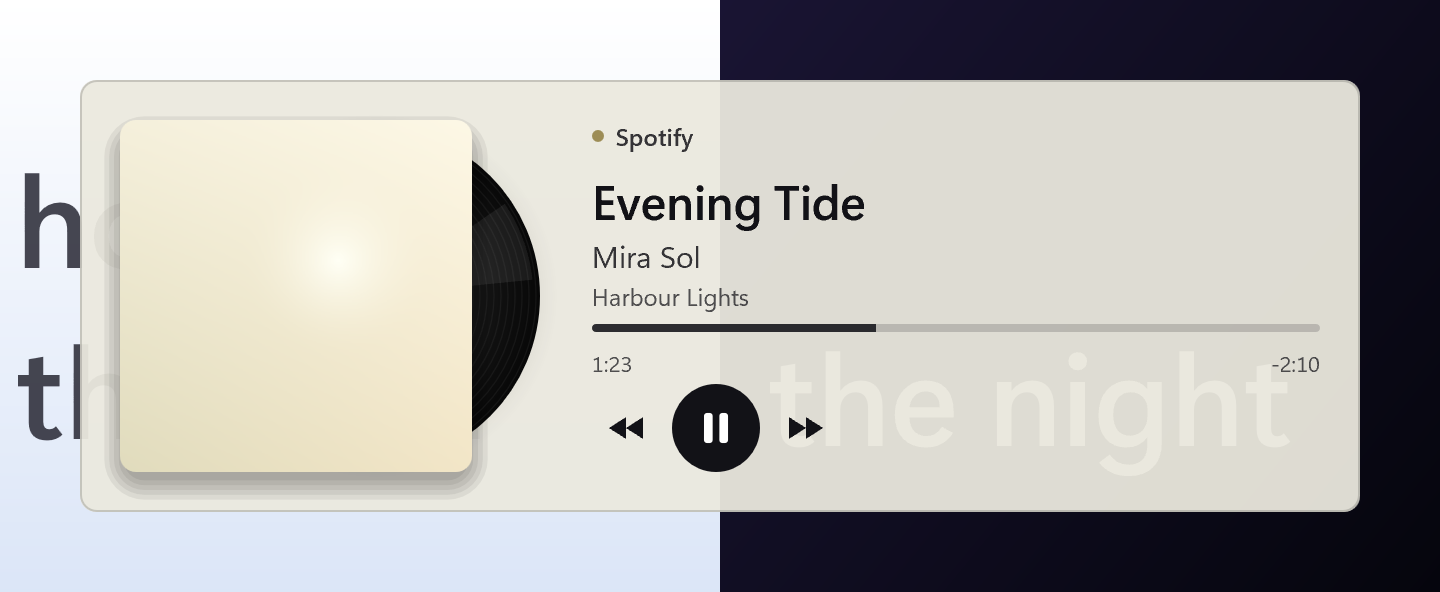 Spotify
Evening Tide
Mira Sol
Harbour Lights
1:23
-2:10
the night